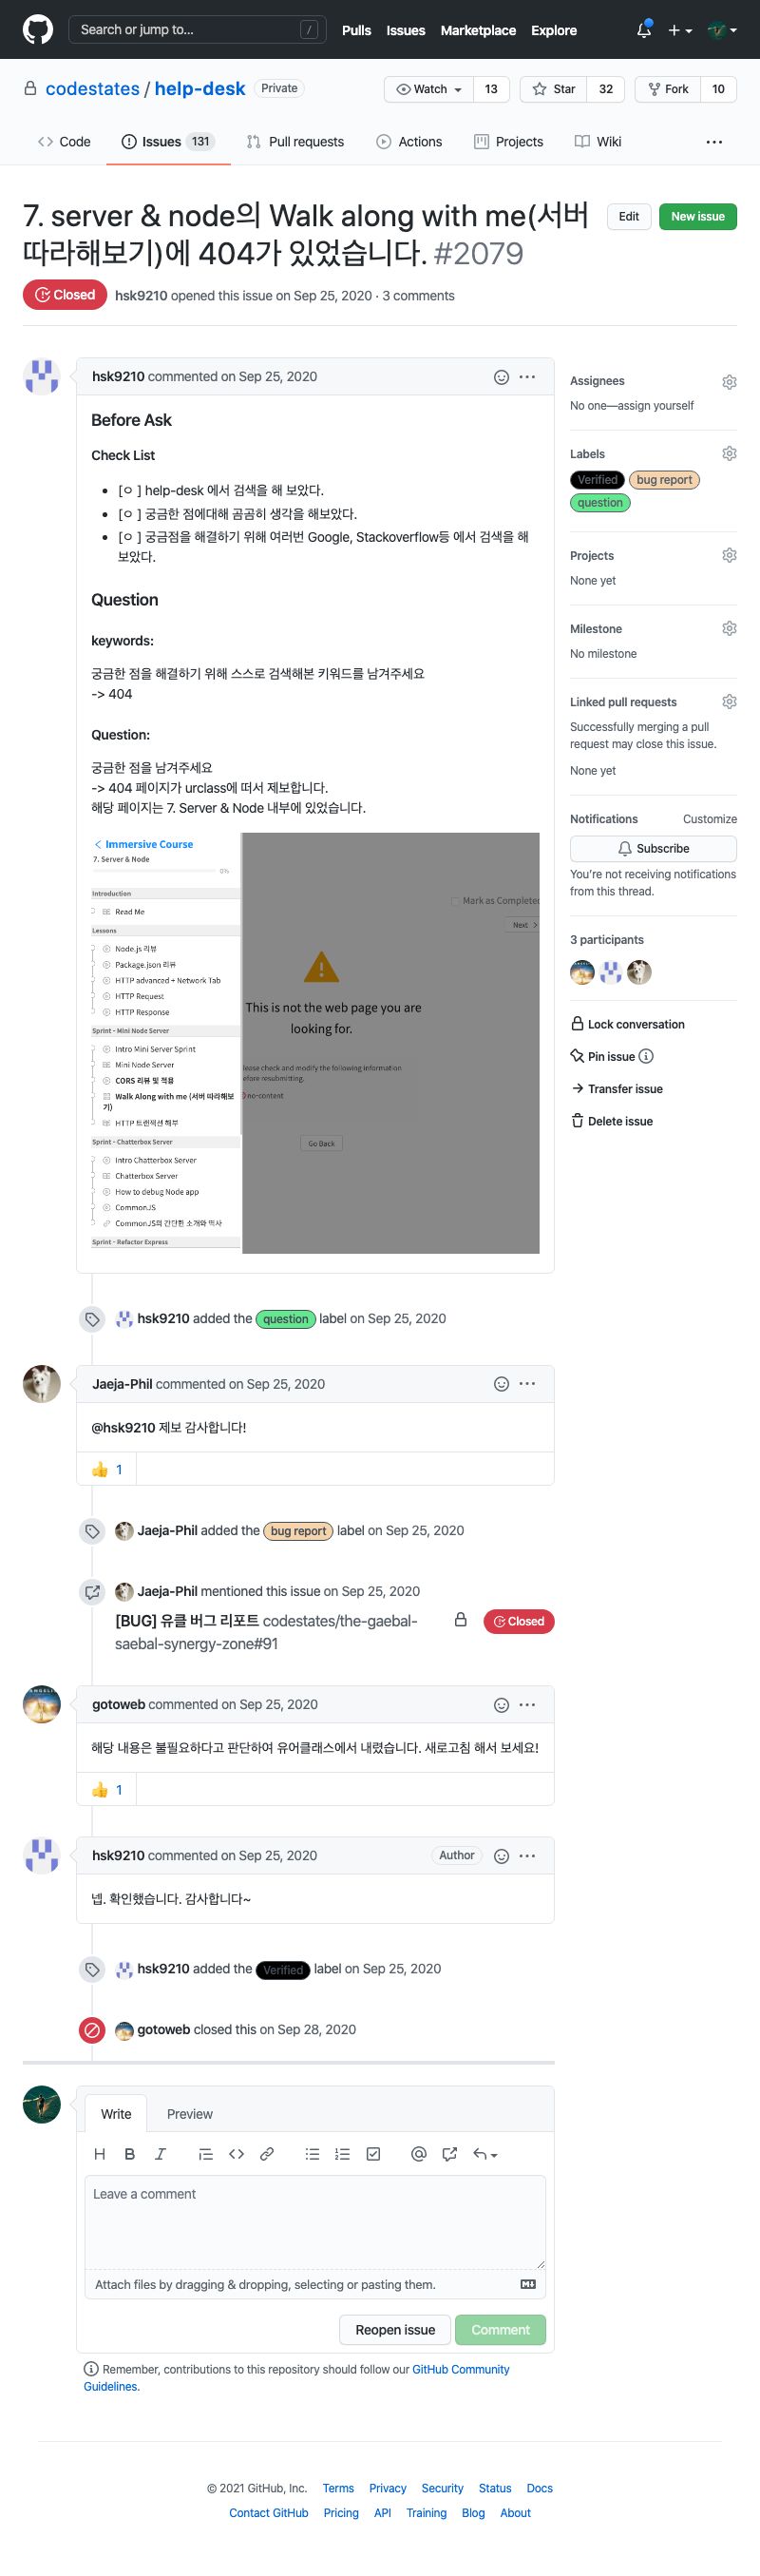 Search or jump to... /
Pulls Issues Marketplace Explore
codestates / help-desk Private
Watch 13 Star 32 Fork 10
Code Issues 131 Pull requests Actions Projects Wiki
7. server & node의 Walk along with me(서버
따라해보기)에 404가 있었습니다. #2079
Edit New issue
Closed hsk9210 opened this issue on Sep 25, 2020 · 3 comments
hsk9210 commented on Sep 25, 2020
Before Ask
Check List
[ㅇ ] help-desk 에서 검색을 해 보았다.
[ㅇ ] 궁금한 점에대해 곰곰히 생각을 해보았다.
[ㅇ ] 궁금점을 해결하기 위해 여러번 Google, Stackoverflow등 에서 검색을 해
보았다.
Question
keywords:
궁금한 점을 해결하기 위해 스스로 검색해본 키워드를 남겨주세요
-> 404
Question:
궁금한 점을 남겨주세요
-> 404 페이지가 urclass에 떠서 제보합니다.
해당 페이지는 7. Server & Node 내부에 있었습니다.
Immersive Course
7. Server & Node
0%
Introduction
Read Me
Lessons
Node.js 리뷰
Package.json 리뷰
HTTP advanced + Network Tab
HTTP Request
HTTP Response
Sprint - Mini Node Server
Intro Mini Server Sprint
Mini Node Server
CORS 리뷰 및 적용
Walk Along with me (서버 따라해보
기)
HTTP 트랜잭션 해부
Sprint - Chatterbox Server
Intro Chatterbox Server
Chatterbox Server
How to debug Node app
CommonJS
CommonJS의 간단한 소개와 역사
Sprint - Refactor Express
Mark as Completed
Next >
This is not the web page you are
looking for.
lease check and modify the following information
efore resubmitting.
no-content
Go Back
hsk9210 added the question label on Sep 25, 2020
Jaeja-Phil commented on Sep 25, 2020
@hsk9210 제보 감사합니다!
👍 1
Jaeja-Phil added the bug report label on Sep 25, 2020
Jaeja-Phil mentioned this issue on Sep 25, 2020
[BUG] 유클 버그 리포트 codestates/the-gaebal-
saebal-synergy-zone#91
Closed
gotoweb commented on Sep 25, 2020
해당 내용은 불필요하다고 판단하여 유어클래스에서 내렸습니다. 새로고침 해서 보세요!
👍 1
hsk9210 commented on Sep 25, 2020 Author
넵. 확인했습니다. 감사합니다~
hsk9210 added the Verified label on Sep 25, 2020
gotoweb closed this on Sep 28, 2020
Write Preview
Leave a comment
Attach files by dragging & dropping, selecting or pasting them.
Reopen issue Comment
Remember, contributions to this repository should follow our GitHub Community
Guidelines.
Assignees
No one—assign yourself
Labels
Verified bug report
question
Projects
None yet
Milestone
No milestone
Linked pull requests
Successfully merging a pull
request may close this issue.
None yet
Notifications Customize
Subscribe
You're not receiving notifications
from this thread.
3 participants
Lock conversation
Pin issue
Transfer issue
Delete issue
© 2021 GitHub, Inc. Terms Privacy Security Status Docs
Contact GitHub Pricing API Training Blog About